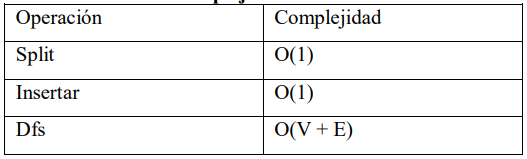 Operación Complejidad
Split O(1)
Insertar O(1)
Dfs O(V + E)